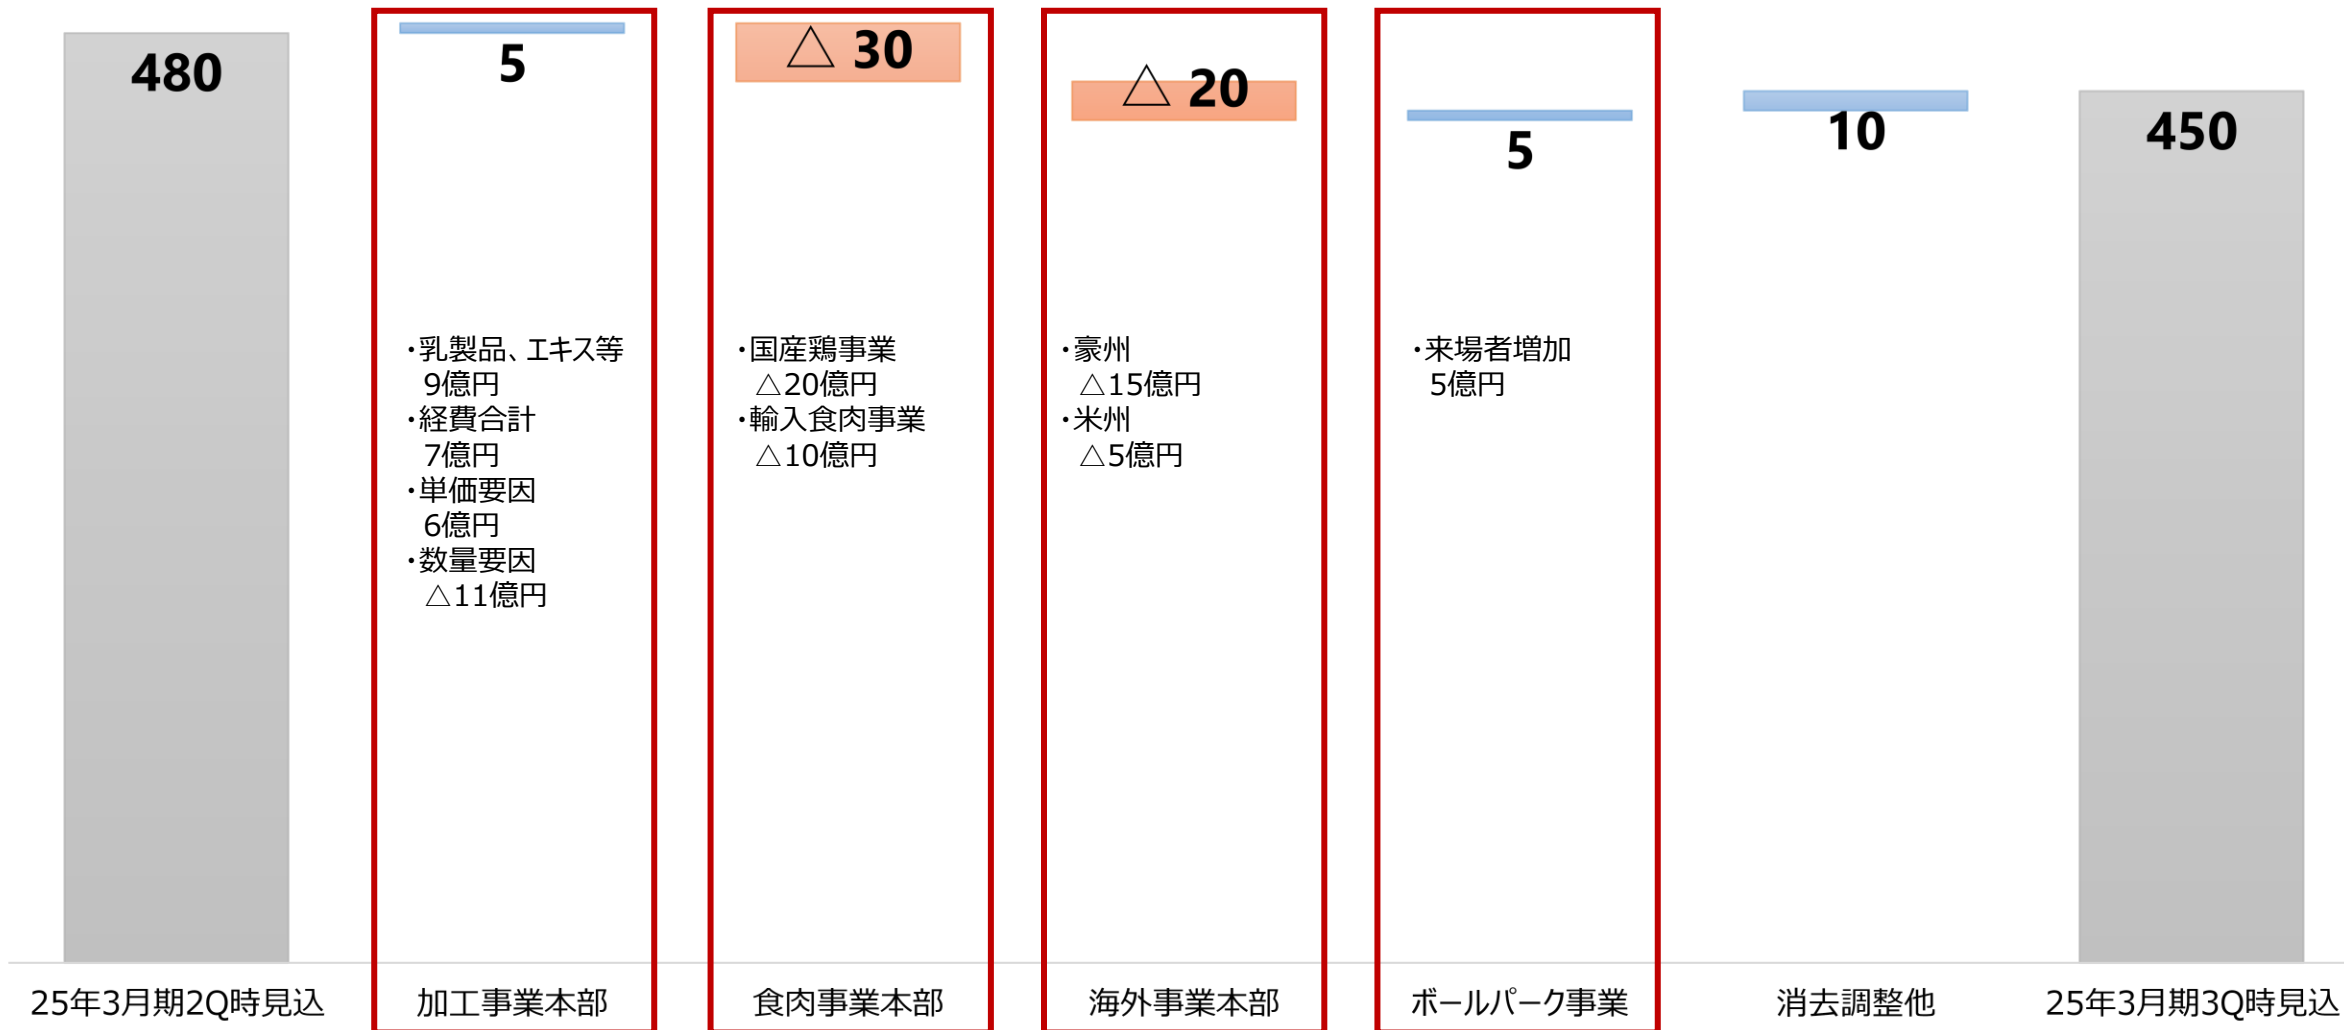 480
5
△ 30
△ 20
5
10
450
・乳製品、エキス等
9億円
・経費合計
7億円
・単価要因
6億円
・数量要因
△11億円
・国産鶏事業
△20億円
・輸入食肉事業
△10億円
・豪州
△15億円
・米州
△5億円
・来場者増加
5億円
25年3月期2Q時見込
加工事業本部
食肉事業本部
海外事業本部
ボールパーク事業
消去調整他
25年3月期3Q時見込